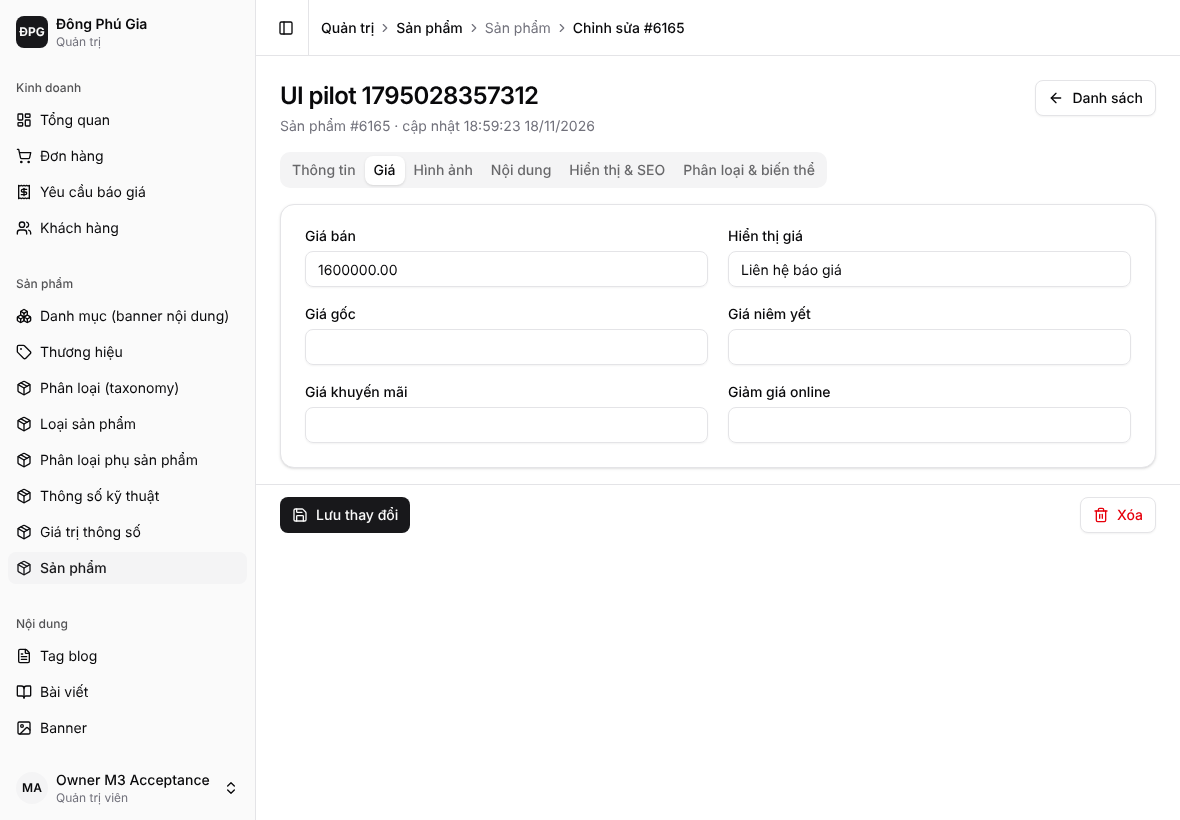 ĐPG
Đông Phú Gia
Quản trị
Kinh doanh
Tổng quan
Đơn hàng
Yêu cầu báo giá
Khách hàng
Sản phẩm
Danh mục (banner nội dung)
Thương hiệu
Phân loại (taxonomy)
Loại sản phẩm
Phân loại phụ sản phẩm
Thông số kỹ thuật
Giá trị thông số
Sản phẩm
Nội dung
Tag blog
Bài viết
Banner
MA
Owner M3 Acceptance
Quản trị viên
Quản trị > Sản phẩm > Sản phẩm > Chỉnh sửa #6165
UI pilot 1795028357312
Sản phẩm #6165 · cập nhật 18:59:23 18/11/2026
Danh sách
Thông tin Giá Hình ảnh Nội dung Hiển thị & SEO Phân loại & biến thể
Giá bán
1600000.00
Hiển thị giá
Liên hệ báo giá
Giá gốc
Giá niêm yết
Giá khuyến mãi
Giảm giá online
Lưu thay đổi
Xóa